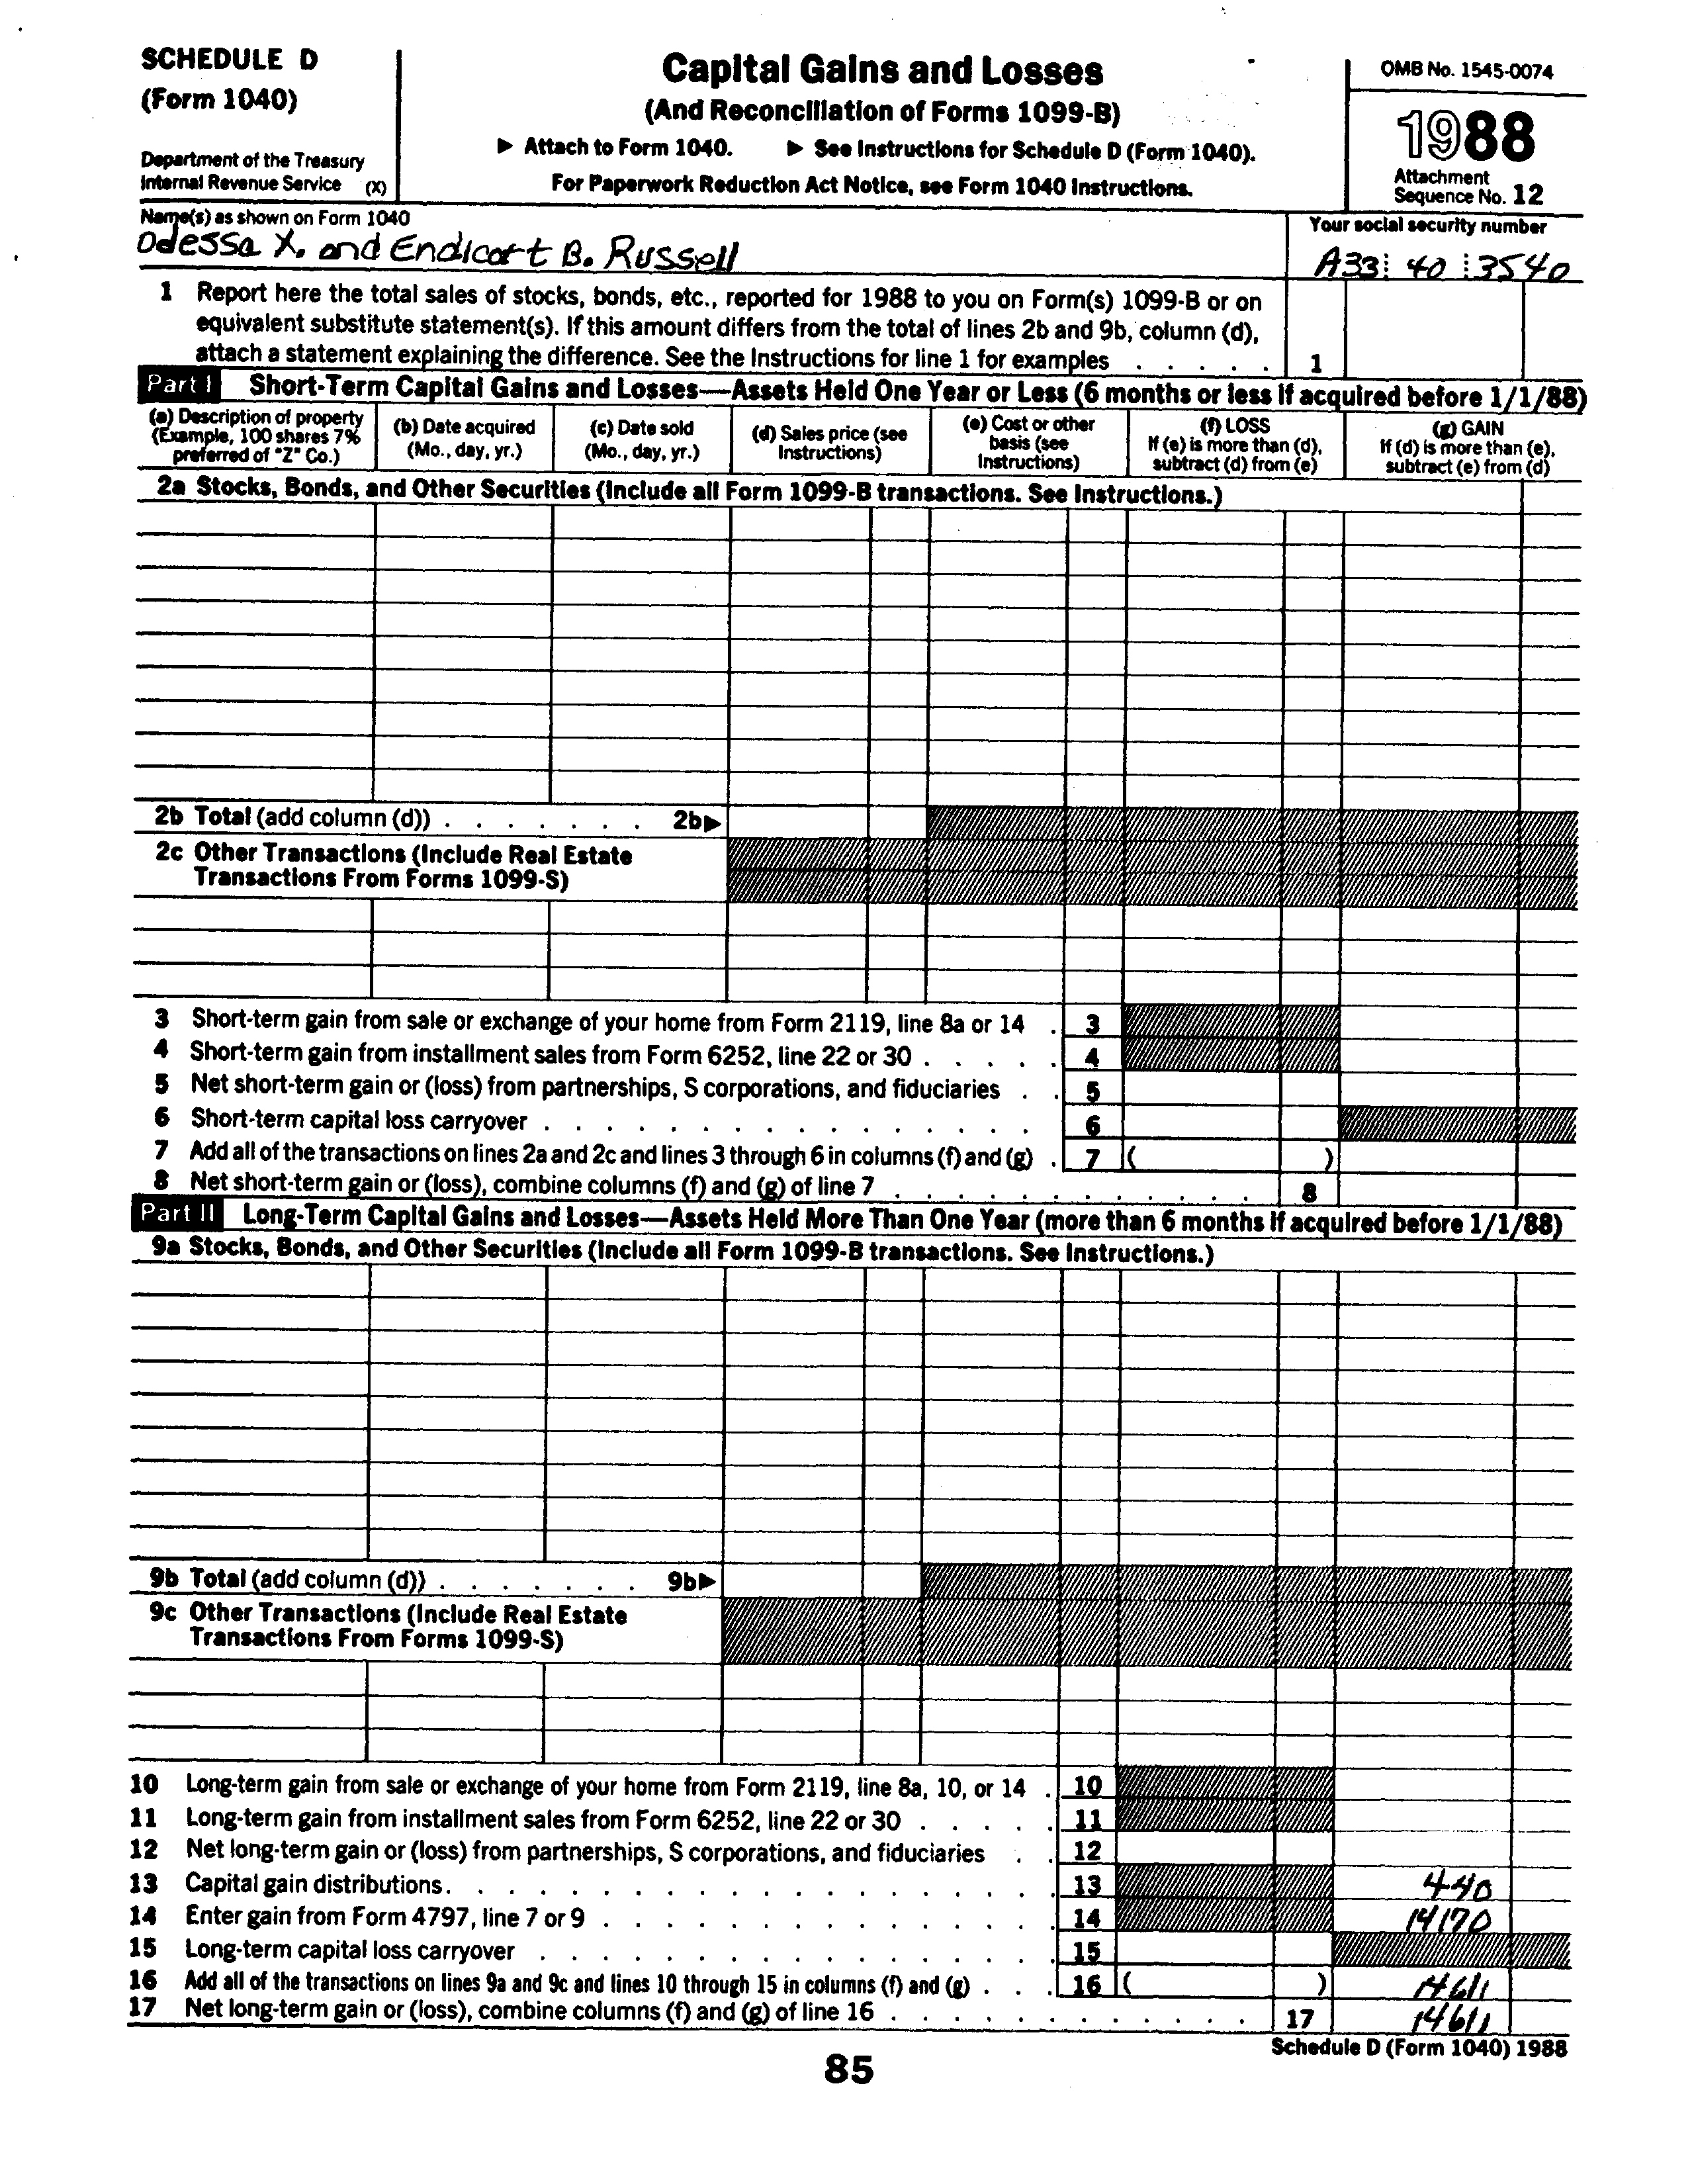 SCHEDULE D
(Form 1040)
Department of the Treasury
Internal Revenue Service (X)
Capital Gains and Losses
(And Reconciliation of Forms 1099-B)
▶ Attach to Form 1040. ▶ See Instructions for Schedule D (Form 1040).
For Paperwork Reduction Act Notice, see Form 1040 Instructions.
OMB No. 1545-0074
1988
Attachment
Sequence No. 12
Name(s) as shown on Form 1040
Odessa X. and Endicott B. Russell
Your social security number
A33 40 3540
1 Report here the total sales of stocks, bonds, etc., reported for 1988 to you on Form(s) 1099-B or on
equivalent substitute statement(s). If this amount differs from the total of lines 2b and 9b, column (d),
attach a statement explaining the difference. See the Instructions for line 1 for examples . . . . . 1
Part I Short-Term Capital Gains and Losses—Assets Held One Year or Less (6 months or less if acquired before 1/1/88)
(a) Description of property
(Example, 100 shares 7%
preferred of "Z" Co.)
(b) Date acquired
(Mo., day, yr.)
(c) Date sold
(Mo., day, yr.)
(d) Sales price (see
Instructions)
(e) Cost or other
basis (see
Instructions)
(f) LOSS
If (e) is more than (d),
subtract (d) from (e)
(g) GAIN
If (d) is more than (e),
subtract (e) from (d)
2a Stocks, Bonds, and Other Securities (Include all Form 1099-B transactions. See Instructions.)
2b Total (add column (d)) . . . . . . . 2b▶
2c Other Transactions (Include Real Estate
Transactions From Forms 1099-S)
3 Short-term gain from sale or exchange of your home from Form 2119, line 8a or 14 . 3
4 Short-term gain from installment sales from Form 6252, line 22 or 30 . . . . . 4
5 Net short-term gain or (loss) from partnerships, S corporations, and fiduciaries . . 5
6 Short-term capital loss carryover . . . . . . . . . . . . . . . 6
7 Add all of the transactions on lines 2a and 2c and lines 3 through 6 in columns (f) and (g) . 7 ( )
8 Net short-term gain or (loss), combine columns (f) and (g) of line 7 . . . . . . . . . . . 8
Part II Long-Term Capital Gains and Losses—Assets Held More Than One Year (more than 6 months if acquired before 1/1/88)
9a Stocks, Bonds, and Other Securities (Include all Form 1099-B transactions. See Instructions.)
9b Total (add column (d)) . . . . . . . 9b▶
9c Other Transactions (Include Real Estate
Transactions From Forms 1099-S)
10 Long-term gain from sale or exchange of your home from Form 2119, line 8a, 10, or 14 . 10
11 Long-term gain from installment sales from Form 6252, line 22 or 30 . . . . . 11
12 Net long-term gain or (loss) from partnerships, S corporations, and fiduciaries . . 12
13 Capital gain distributions. . . . . . . . . . . . . . . . . . . 13 440
14 Enter gain from Form 4797, line 7 or 9 . . . . . . . . . . . . . . 14 14170
15 Long-term capital loss carryover . . . . . . . . . . . . . . . . 15
16 Add all of the transactions on lines 9a and 9c and lines 10 through 15 in columns (f) and (g) . . . 16 ( ) 14611
17 Net long-term gain or (loss), combine columns (f) and (g) of line 16 . . . . . . . . . . . 17 14611
Schedule D (Form 1040) 1988
85